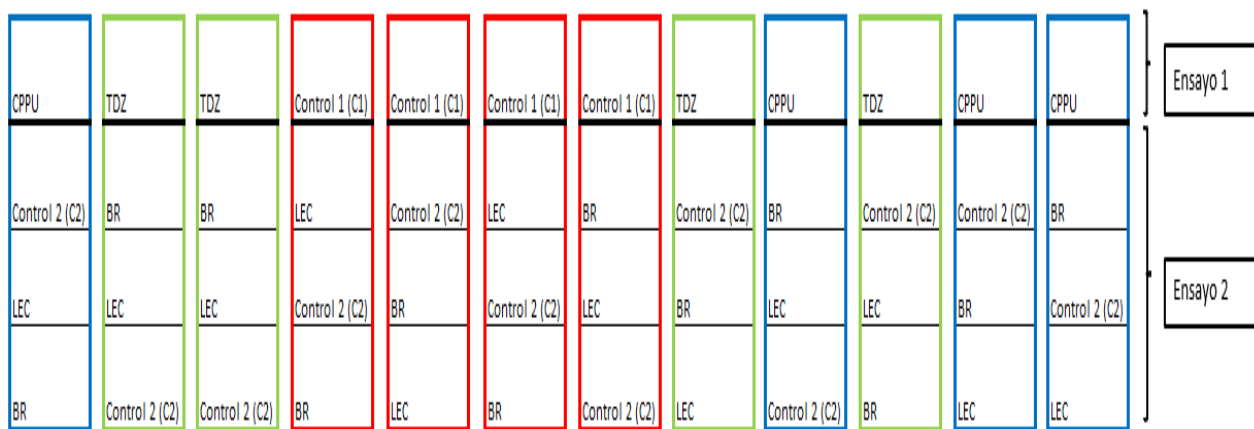 CPPU TDZ TDZ Control 1 (C1) Control 1 (C1) Control 1 (C1) Control 1 (C1) TDZ CPPU TDZ CPPU CPPU
Ensayo 1
Control 2 (C2) BR BR LEC Control 2 (C2) LEC BR Control 2 (C2) BR Control 2 (C2) Control 2 (C2) BR
LEC LEC LEC Control 2 (C2) BR Control 2 (C2) LEC BR LEC LEC BR Control 2 (C2)
Ensayo 2
BR Control 2 (C2) Control 2 (C2) BR LEC BR Control 2 (C2) LEC Control 2 (C2) BR LEC LEC